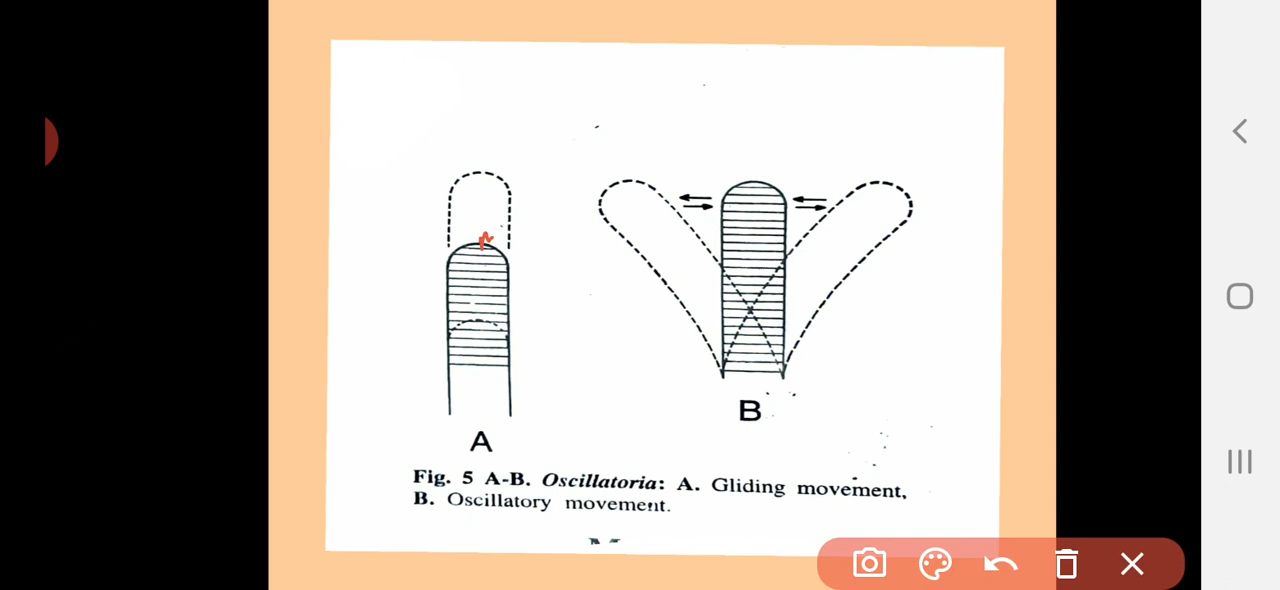 A
B
Fig. 5 A-B. Oscillatoria: A. Gliding movement,
B. Oscillatory movement.